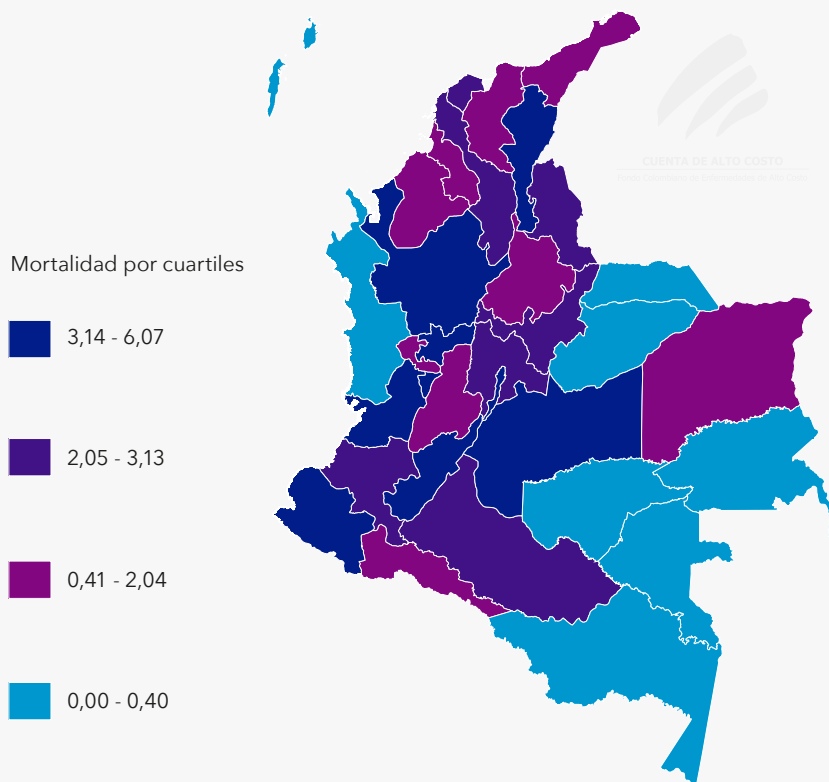 CUENTA DE ALTO COSTO
Mortalidad por cuartiles
3,14 - 6,07
2,05 - 3,13
0,41 - 2,04
0,00 - 0,40